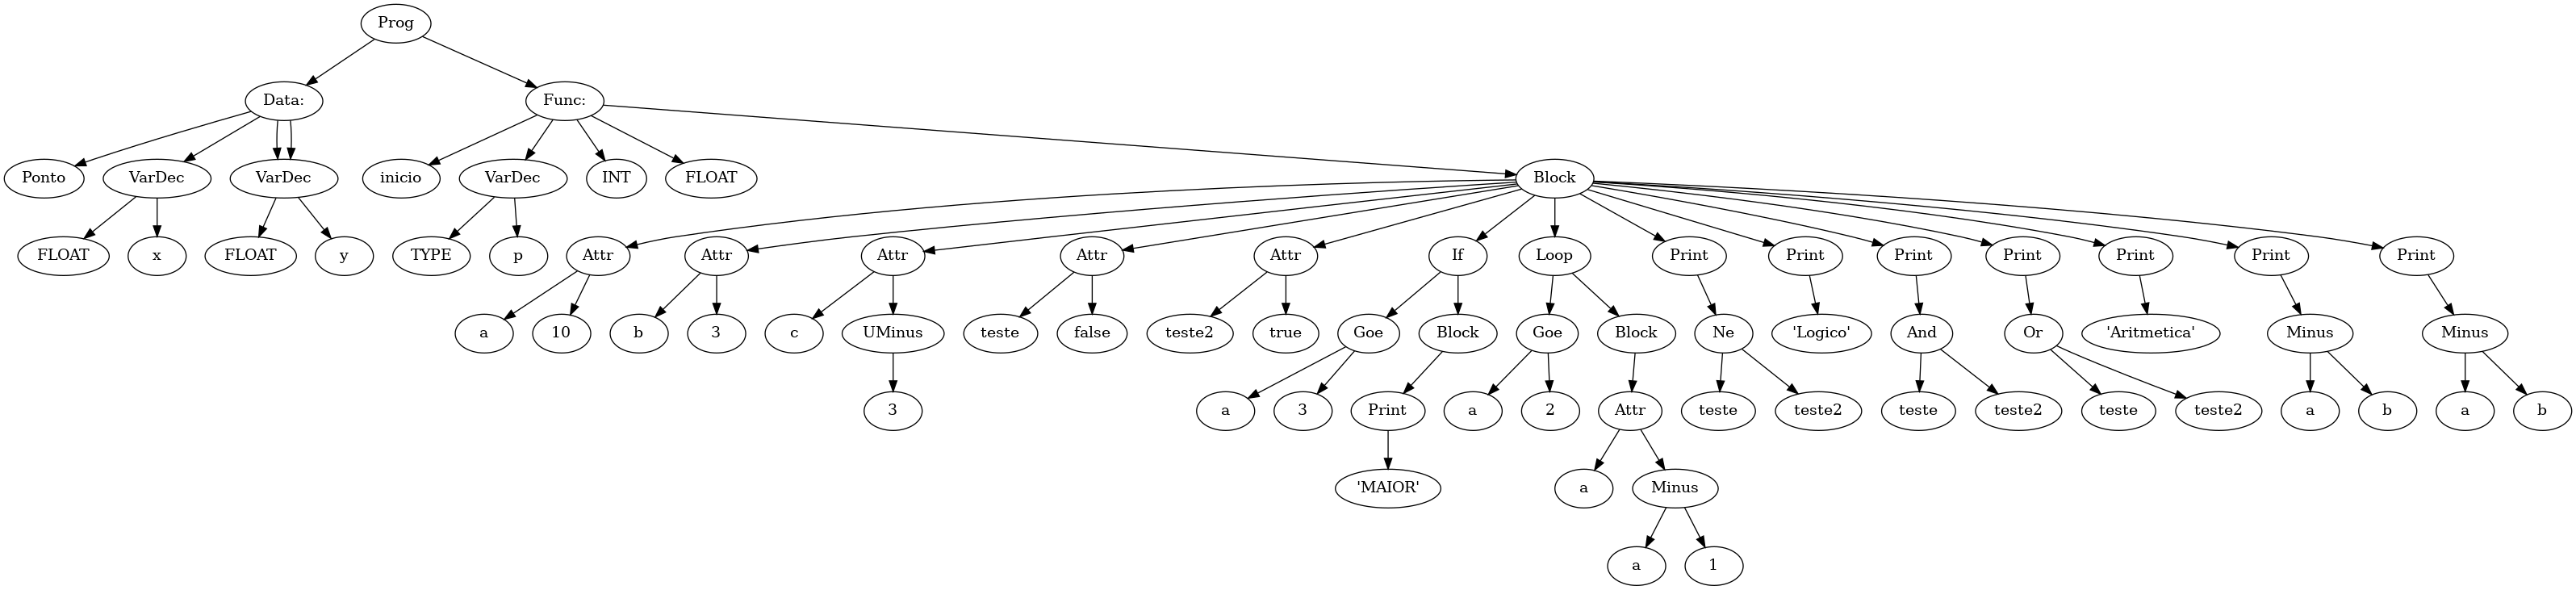 Prog
Data: Func:
Ponto VarDec VarDec inicio VarDec INT FLOAT Block
FLOAT x FLOAT y TYPE p Attr Attr Attr Attr Attr If Loop Print Print Print Print Print Print Print
a 10 b 3 c UMinus teste false teste2 true Goe Block Goe Block Ne 'Logico' And Or 'Aritmetica' Minus Minus
3 a 3 Print a 2 Attr teste teste2 teste teste2 teste teste2 a b a b
'MAIOR' a Minus
a 1